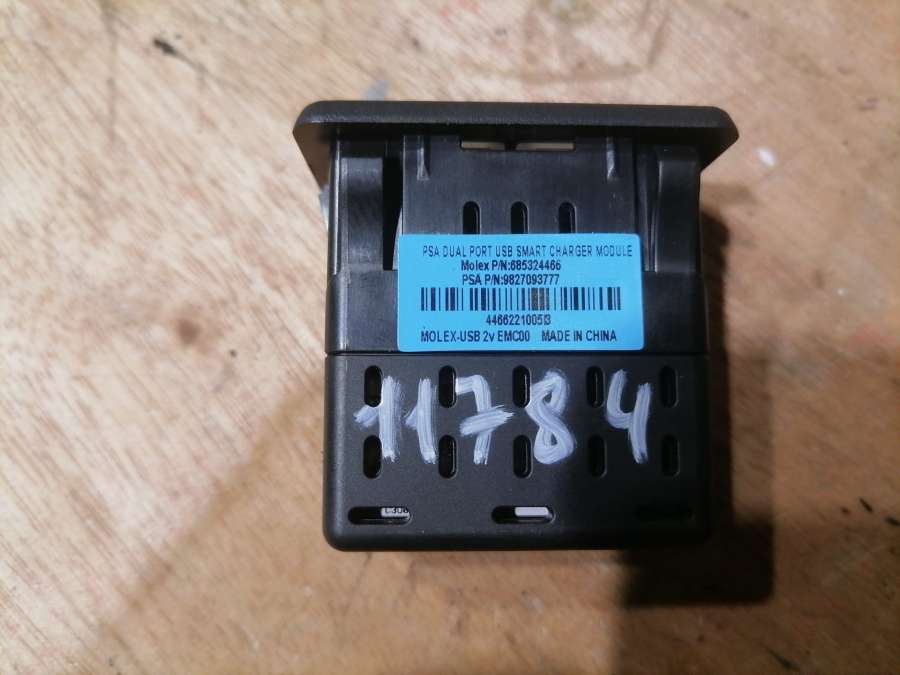 PSA DUAL PORT USB SMART CHARGER MODULE
Molex P/N:685324466
PSA P/N:9827093777
44662210053
MOLEX-USB 2v EMC00 MADE IN CHINA
11784